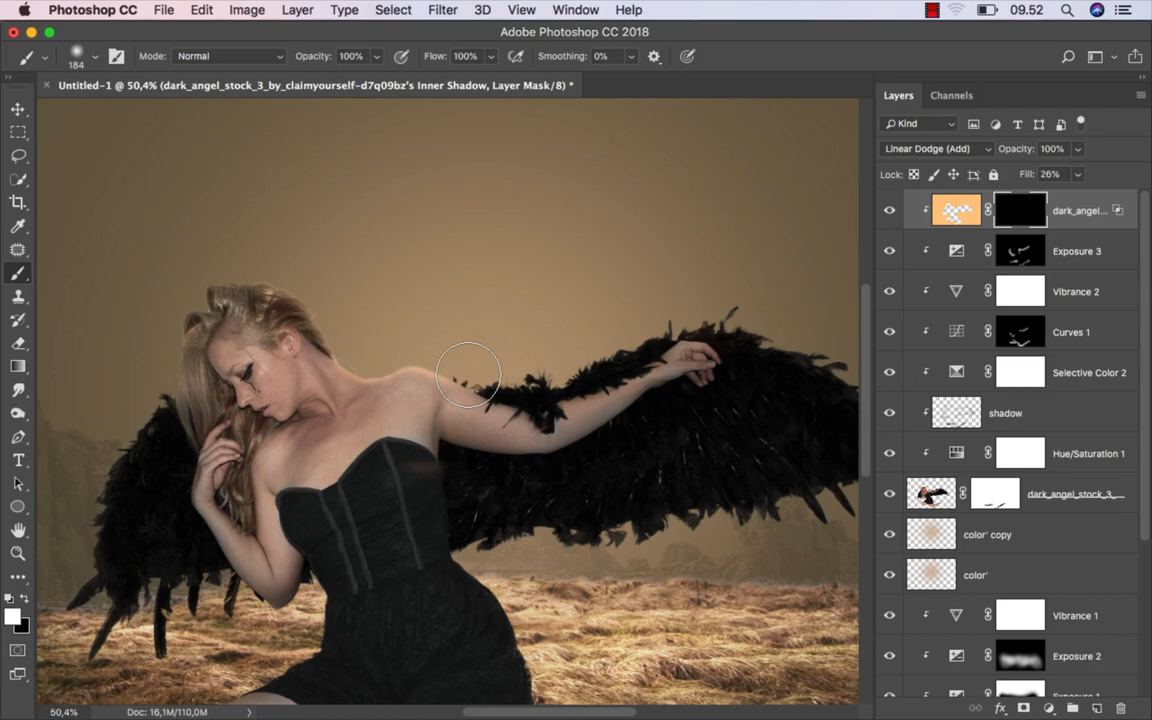 Photoshop CC File Edit Image Layer Type Select Filter 3D View Window Help 09.52
Adobe Photoshop CC 2018
184 Mode: Normal Opacity: 100% Flow: 100% Smoothing: 0%
Untitled-1 @ 50,4% (dark_angel_stock_3_by_claimyourself-d7q09bz's Inner Shadow, Layer Mask/8) *
Layers Channels
Kind
Linear Dodge (Add) Opacity: 100%
Lock: Fill: 26%
dark_angel...
Exposure 3
Vibrance 2
Curves 1
Selective Color 2
shadow
Hue/Saturation 1
dark_angel_stock_3_...
color' copy
color'
Vibrance 1
Exposure 2
Exposure 1
50,4% Doc: 16,1M/110,0M